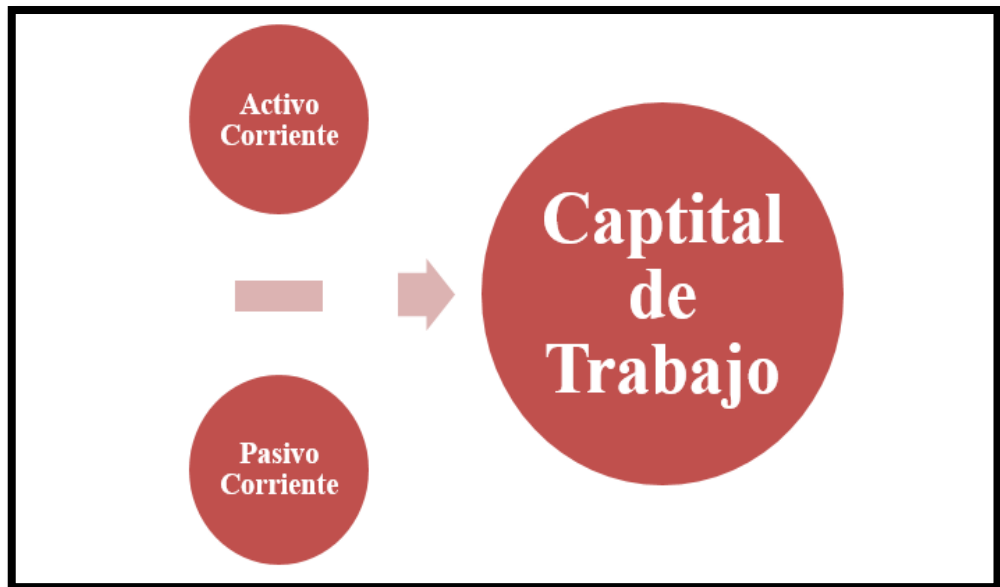 Activo
Corriente
Pasivo
Corriente
Captital
de
Trabajo